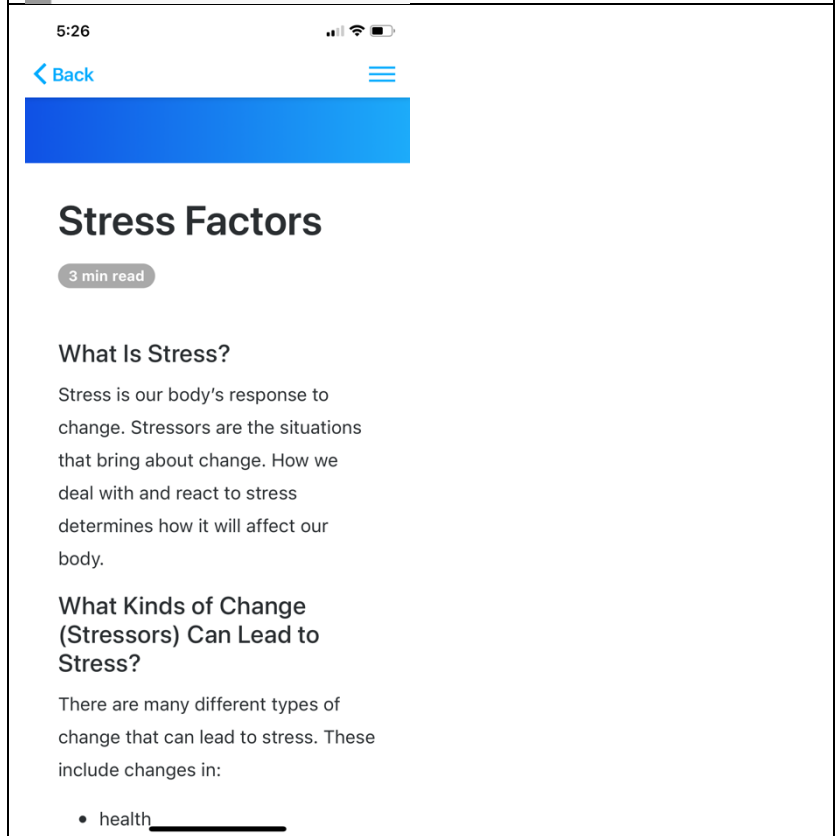 5:26
Back
Stress Factors
3 min read
What Is Stress?
Stress is our body’s response to
change. Stressors are the situations
that bring about change. How we
deal with and react to stress
determines how it will affect our
body.
What Kinds of Change
(Stressors) Can Lead to
Stress?
There are many different types of
change that can lead to stress. These
include changes in:
• health